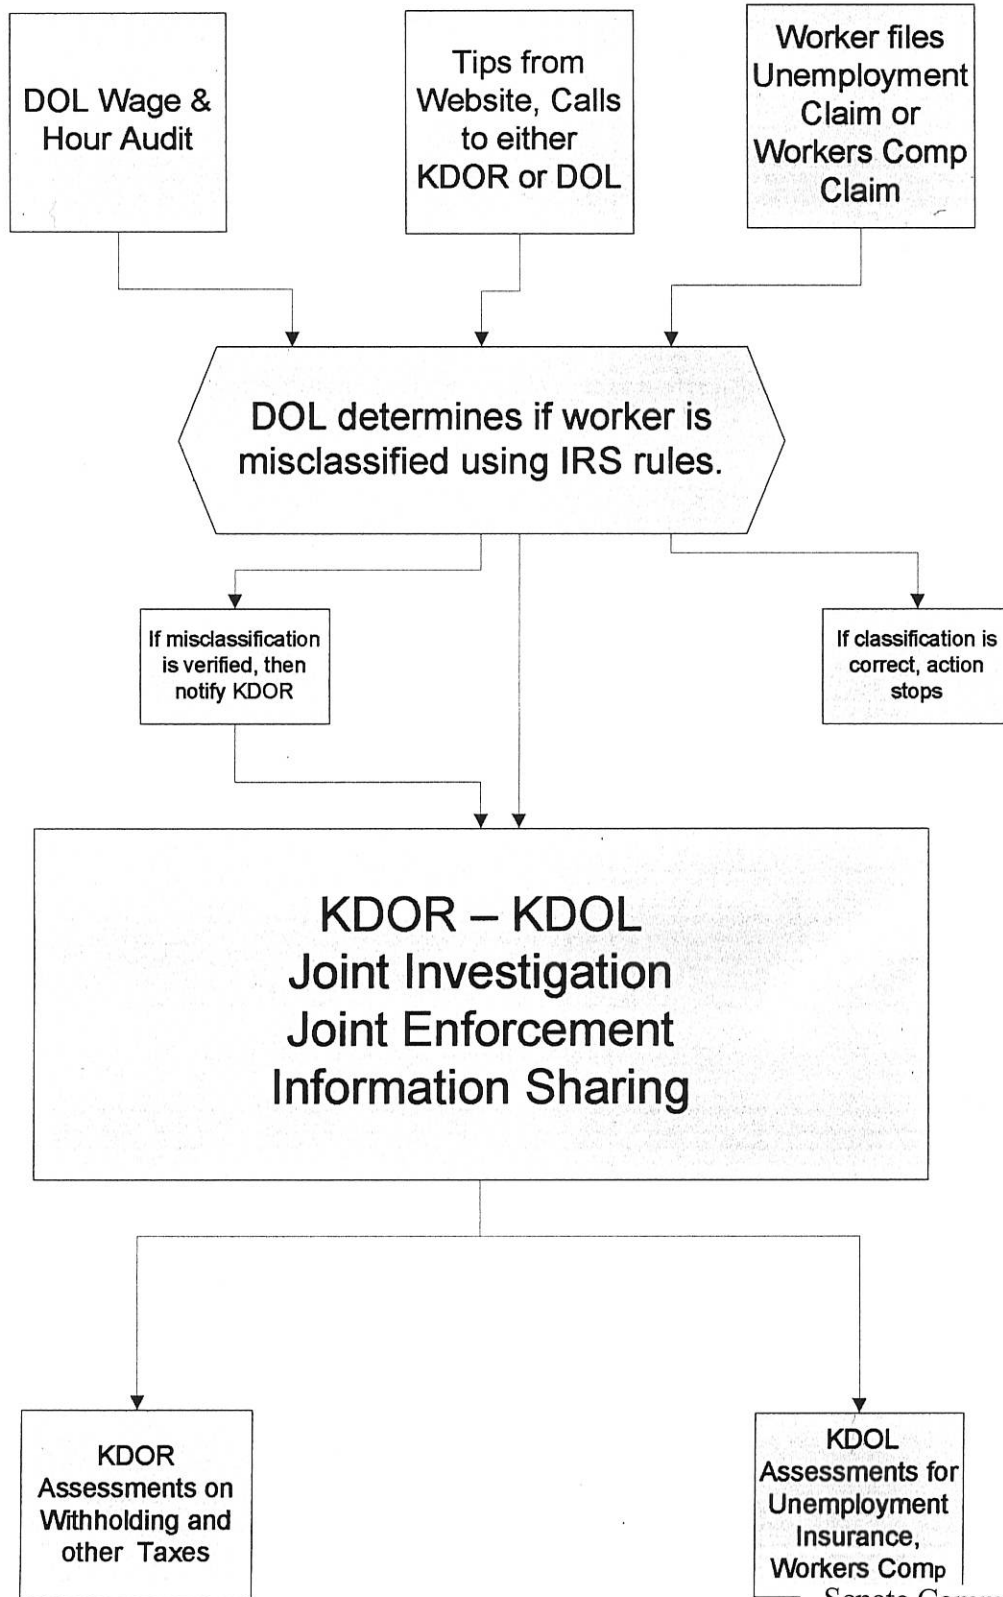 DOL Wage &
Hour Audit
Tips from
Website, Calls
to either
KDOR or DOL
Worker files
Unemployment
Claim or
Workers Comp
Claim
DOL determines if worker is
misclassified using IRS rules.
If misclassification
is verified, then
notify KDOR
If classification is
correct, action
stops
KDOR – KDOL
Joint Investigation
Joint Enforcement
Information Sharing
KDOR
Assessments on
Withholding and
other Taxes
KDOL
Assessments for
Unemployment
Insurance,
Workers Comp
Senate